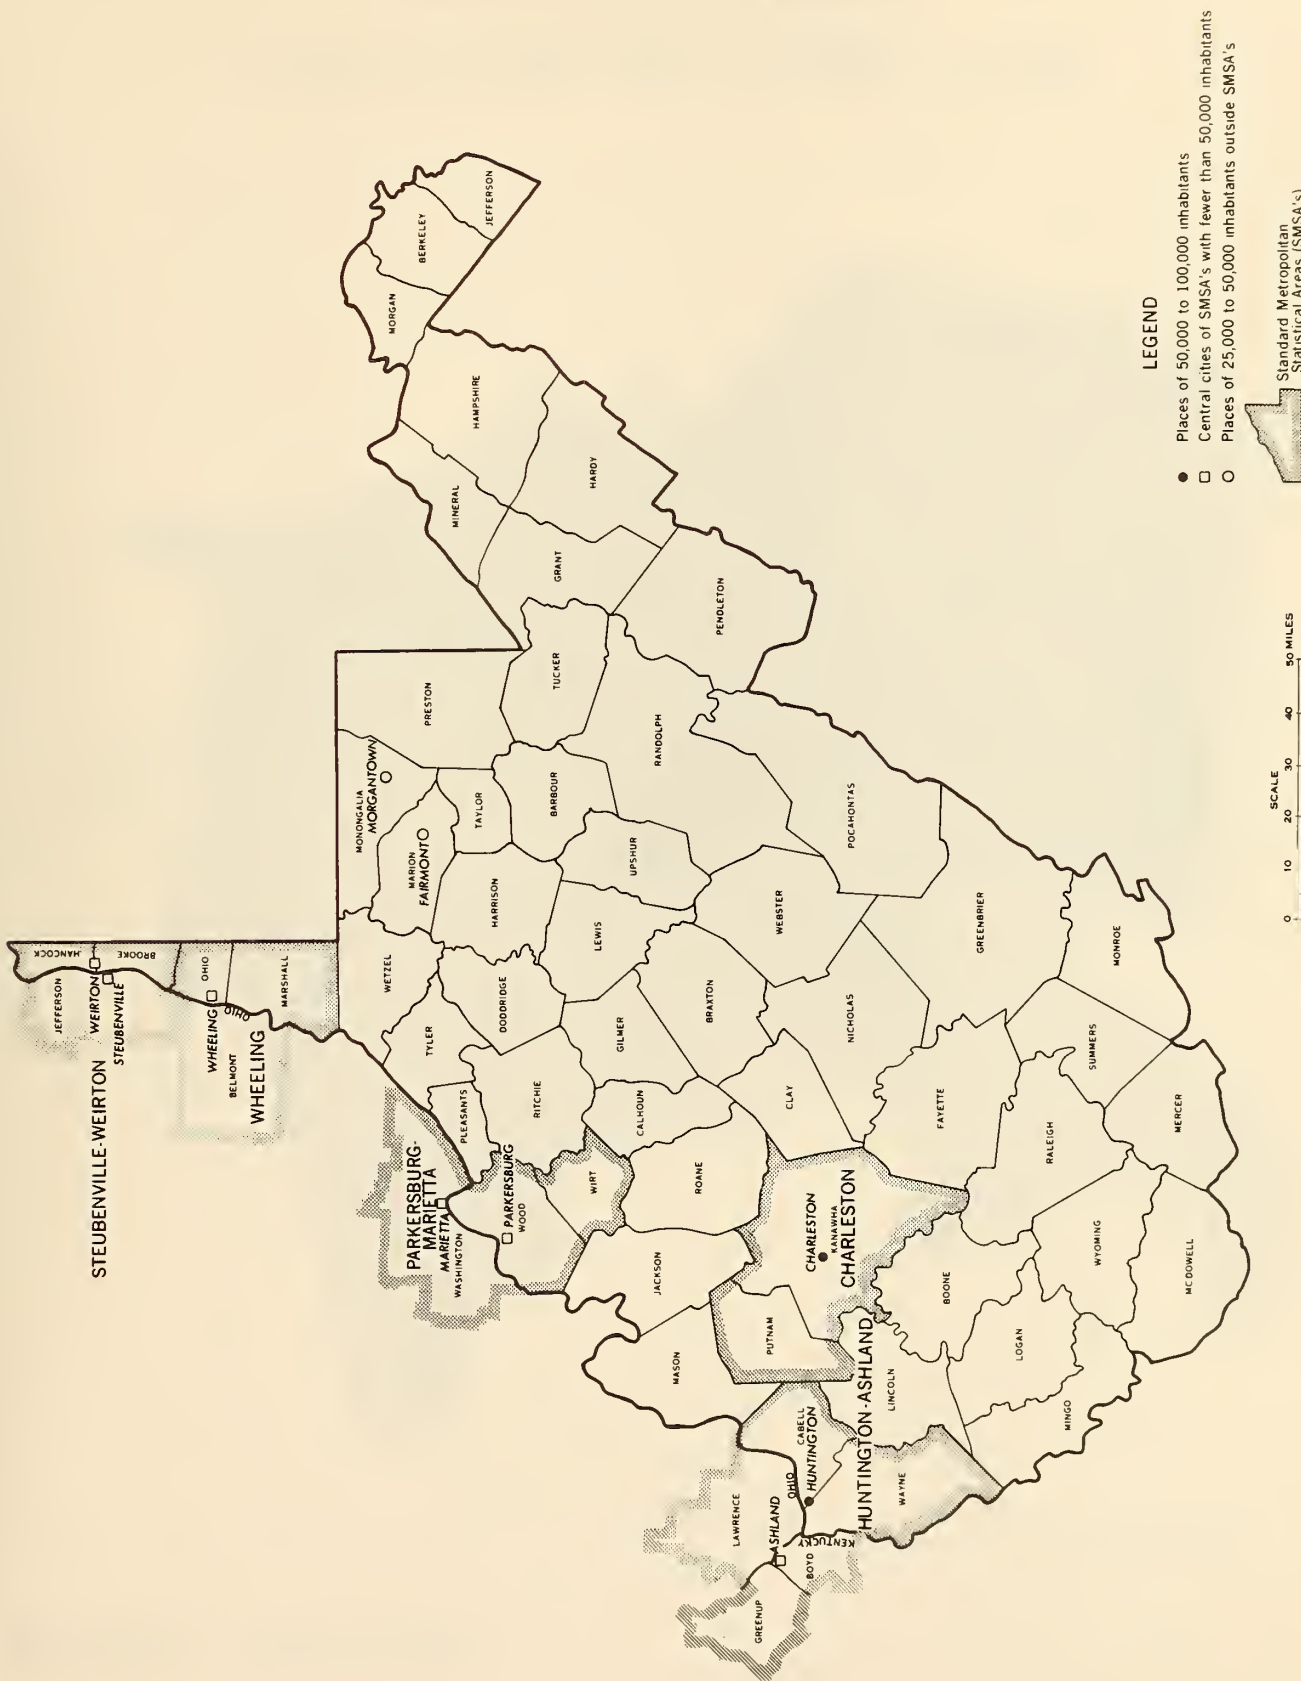 STEUBENVILLE-WEIRTON
JEFFERSON
HANCOCK
WEIRTON
STEUBENVILLE
BROOKE
OHIO
WHEELING
OHIO
BELMONT
WHEELING
MARSHALL
WETZEL
MONONGALIA
MORGANTOWN
MARION
FAIRMONT
PRESTON
TYLER
PLEASANTS
DODDRIDGE
HARRISON
TAYLOR
BARBOUR
TUCKER
PARKERSBURG-
MARIETTA
MARIETTA
WASHINGTON
PARKERSBURG
WOOD
WIRT
RITCHIE
CALHOUN
GILMER
LEWIS
UPSHUR
RANDOLPH
GRANT
MINERAL
HAMPSHIRE
HARDY
MORGAN
BERKELEY
JEFFERSON
PENDLETON
JACKSON
ROANE
BRAXTON
WEBSTER
POCAHONTAS
MASON
PUTNAM
CHARLESTON
KANAWHA
CHARLESTON
CLAY
NICHOLAS
GREENBRIER
LAWRENCE
OHIO
CABELL
HUNTINGTON
HUNTINGTON-ASHLAND
ASHLAND
KENTUCKY
BOYD
GREENUP
WAYNE
LINCOLN
BOONE
FAYETTE
LOGAN
MINGO
RALEIGH
SUMMERS
MONROE
WYOMING
MERCER
MC DOWELL
LEGEND
Places of 50,000 to 100,000 inhabitants
Central cities of SMSA's with fewer than 50,000 inhabitants
Places of 25,000 to 50,000 inhabitants outside SMSA's
Standard Metropolitan
Statistical Areas (SMSA's)
SCALE
0 10 20 30 40 50 MILES